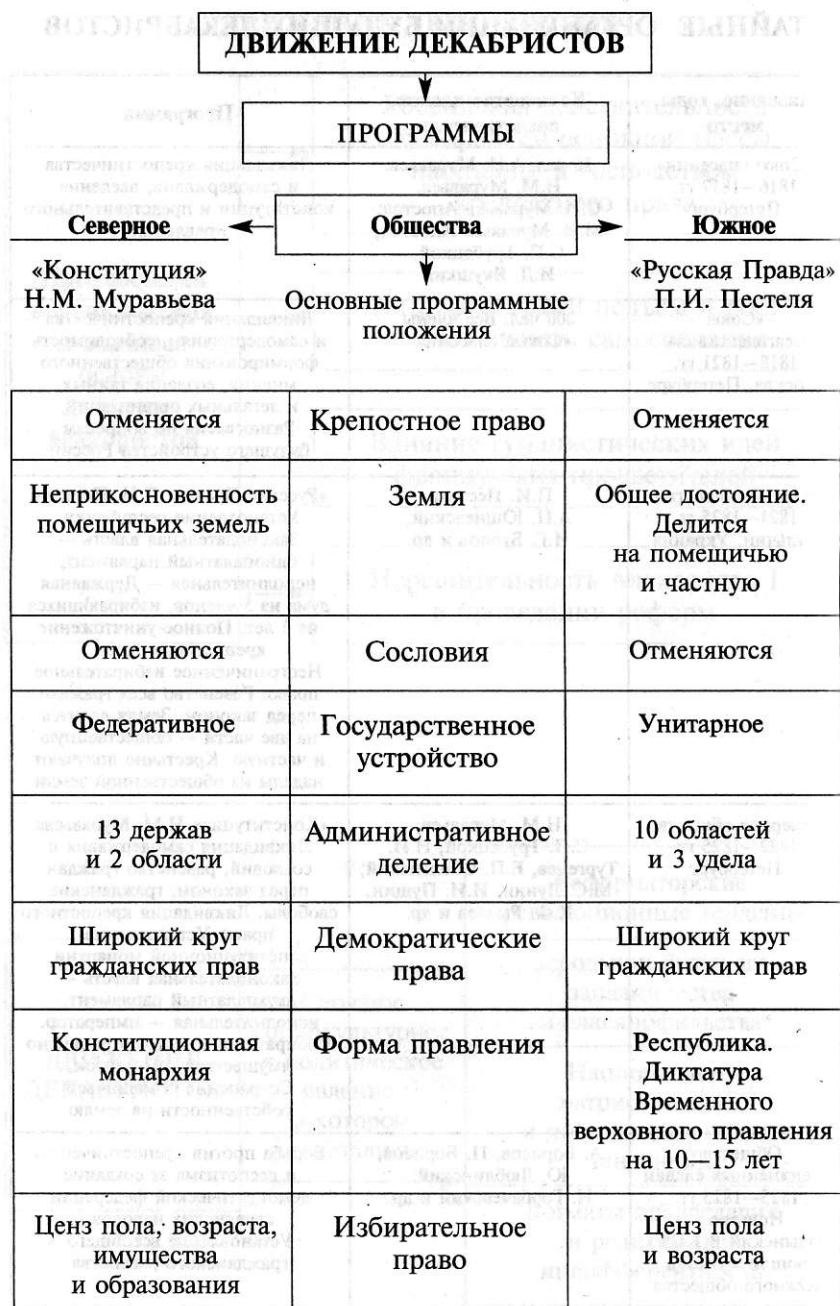 ДВИЖЕНИЕ ДЕКАБРИСТОВ
ПРОГРАММЫ
Северное
Общества
Южное
«Конституция»
Н.М. Муравьева
Основные программные
положения
«Русская Правда»
П.И. Пестеля
Отменяется
Крепостное право
Отменяется
Неприкосновенность
помещичьих земель
Земля
Общее достояние.
Делится
на помещичью
и частную
Отменяются
Сословия
Отменяются
Федеративное
Государственное
устройство
Унитарное
13 держав
и 2 области
Административное
деление
10 областей
и 3 удела
Широкий круг
гражданских прав
Демократические
права
Широкий круг
гражданских прав
Конституционная
монархия
Форма правления
Республика.
Диктатура
Временного
верховного правления
на 10–15 лет
Ценз пола, возраста,
имущества
и образования
Избирательное
право
Ценз пола
и возраста